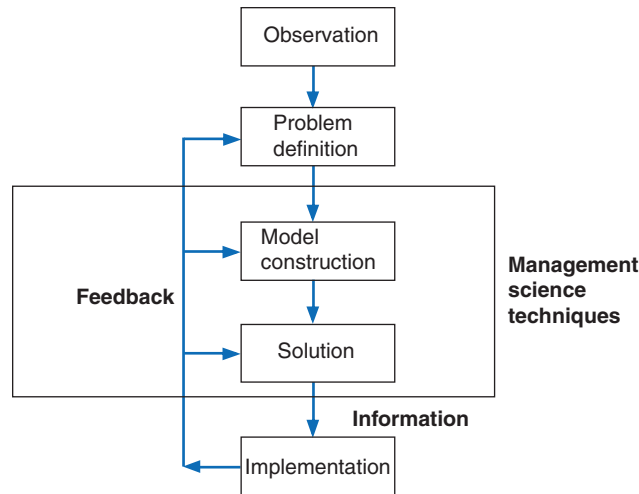 Observation
Problem
definition
Model
construction
Feedback
Management
science
techniques
Solution
Information
Implementation